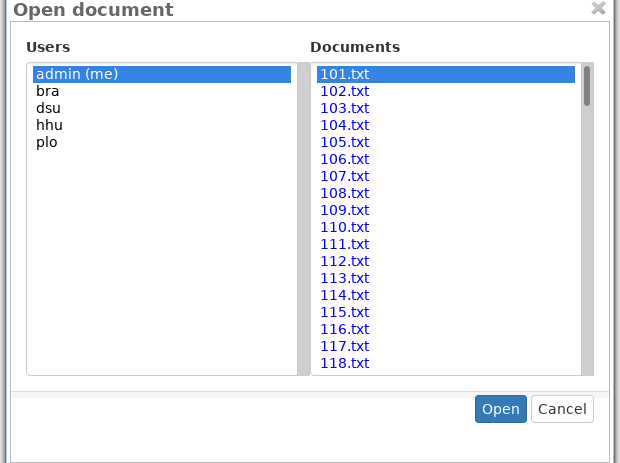 Open document
Users
admin (me)
bra
dsu
hhu
plo
Documents
101.txt
102.txt
103.txt
104.txt
105.txt
106.txt
107.txt
108.txt
109.txt
110.txt
111.txt
112.txt
113.txt
114.txt
115.txt
116.txt
117.txt
118.txt
Open
Cancel